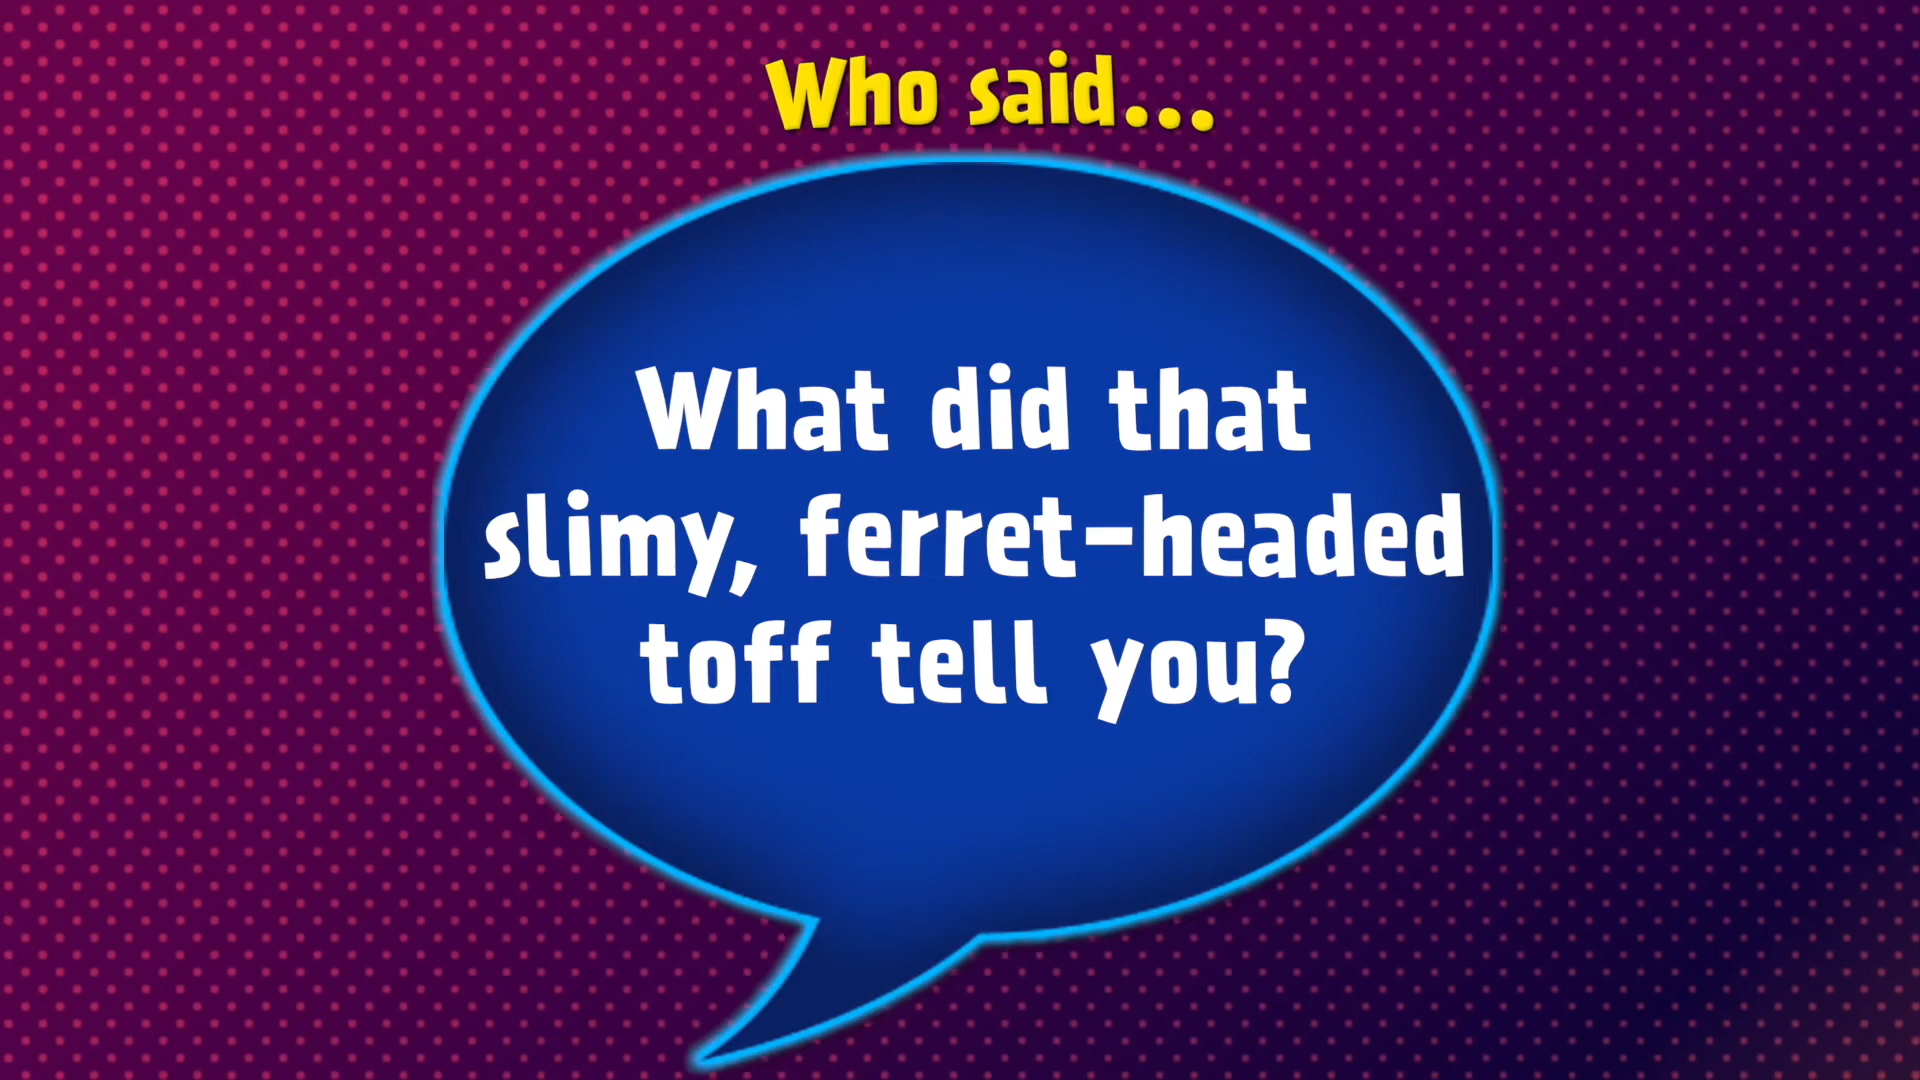 Who said...
What did that
slimy, ferret-headed
toff tell you?